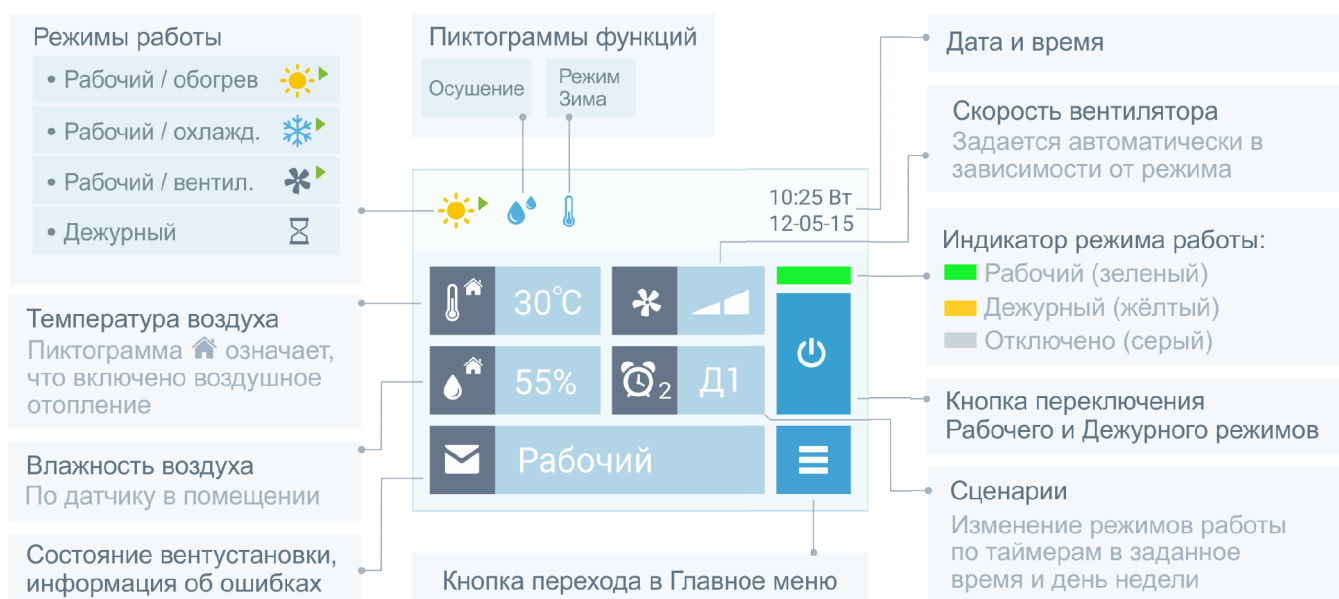 Режимы работы
• Рабочий / обогрев
• Рабочий / охлажд.
• Рабочий / вентил.
• Дежурный
Пиктограммы функций
Осушение
Режим
Зима
Дата и время
Скорость вентилятора
Задается автоматически в
зависимости от режима
10:25 Вт
12-05-15
30°C
55%
2
Д1
Рабочий
Индикатор режима работы:
Рабочий (зеленый)
Дежурный (жёлтый)
Отключено (серый)
Температура воздуха
Пиктограмма означает,
что включено воздушное
отопление
Кнопка переключения
Рабочего и Дежурного режимов
Влажность воздуха
По датчику в помещении
Сценарии
Изменение режимов работы
по таймерам в заданное
время и день недели
Состояние вентустановки,
информация об ошибках
Кнопка перехода в Главное меню